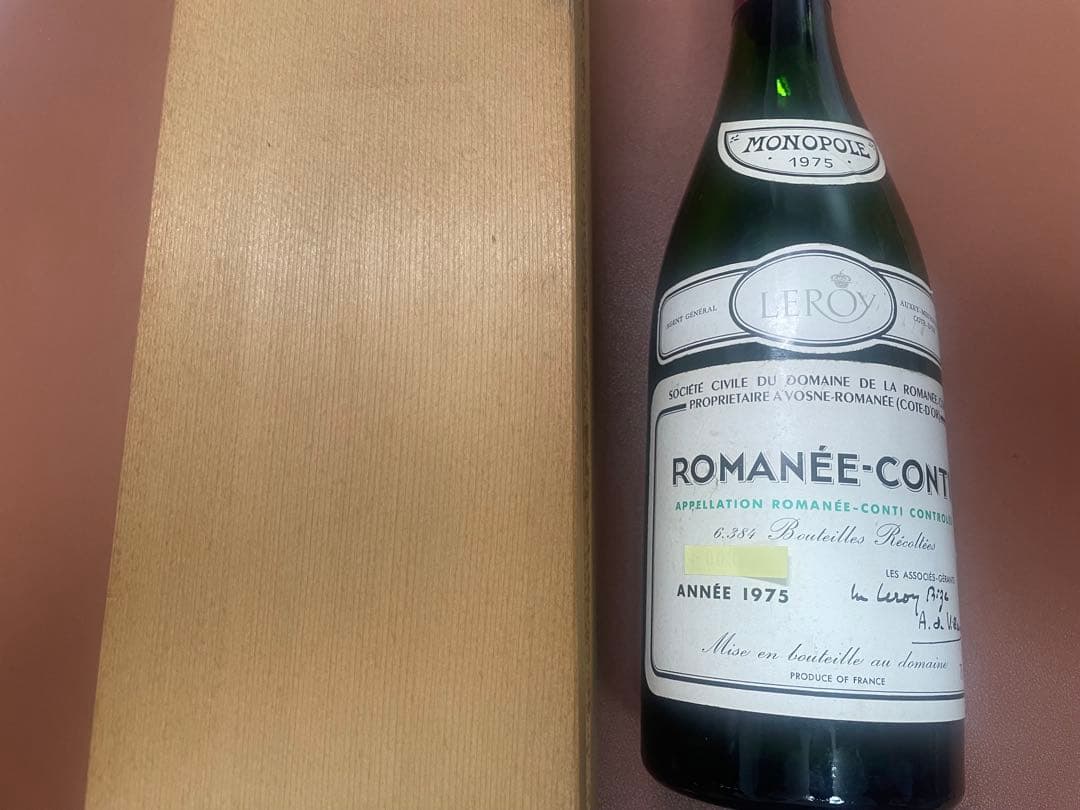 MONOPOLE
1975
AGENT GÉNÉRAL
LEROY
SOCIÉTÉ CIVILE DU DOMAINE DE LA ROMANÉE
PROPRIETAIRE A VOSNE-ROMANÉE (COTE-D'OR)
ROMANÉE-CONTI
APPELLATION ROMANÉE-CONTI CONTROLÉE
6.384 Bouteilles Récoltées
LES ASSOCIÉS-GÉRANTS
ANNÉE 1975
Mise en bouteille au domaine
PRODUCE OF FRANCE